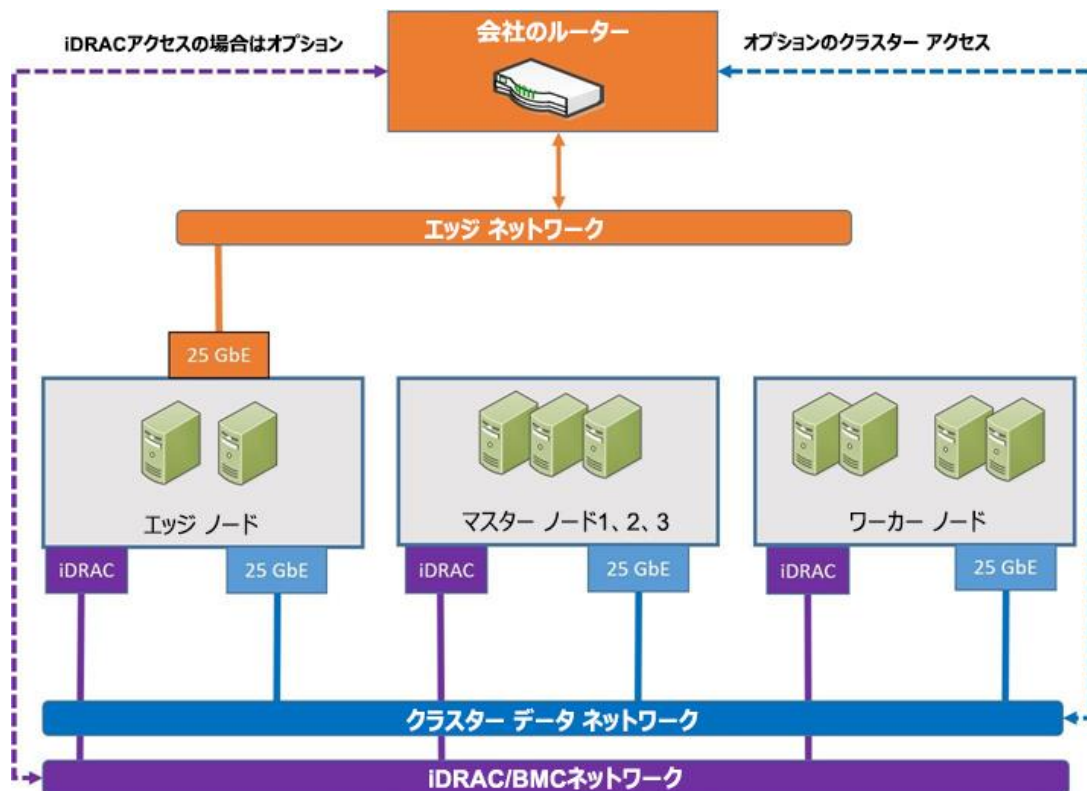 iDRACアクセスの場合はオプション
会社のルーター
オプションのクラスター アクセス
エッジ ネットワーク
25 GbE
エッジ ノード
マスター ノード1、2、3
ワーカー ノード
iDRAC
25 GbE
iDRAC
25 GbE
iDRAC
25 GbE
クラスター データ ネットワーク
iDRAC/BMCネットワーク